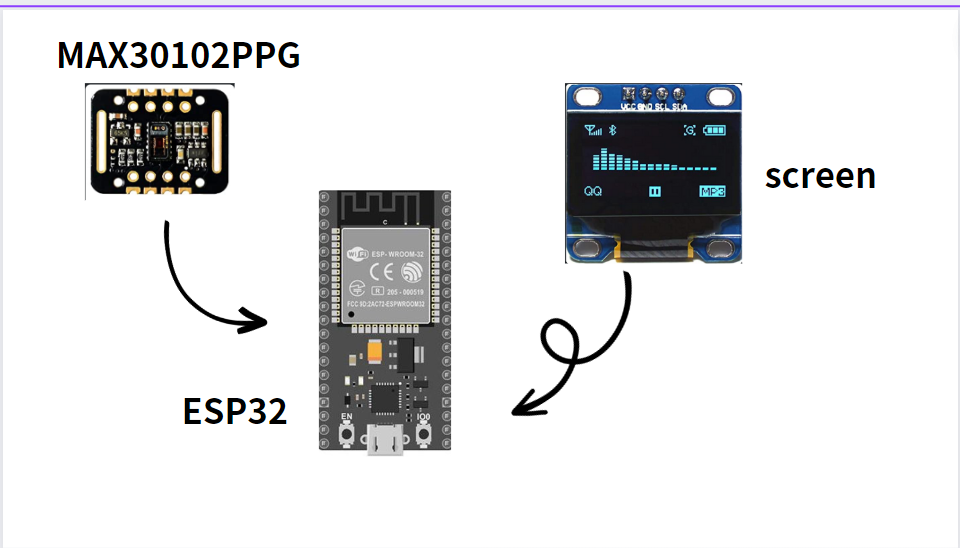 MAX30102PPG
VCC GND SCL SDA
QQ
MP3
screen
C
WiFi ESP-WROOM-32
CE
R 205-000519
FCC ID:2AC7Z-ESPWROOM32
ESP32
EN
IO0